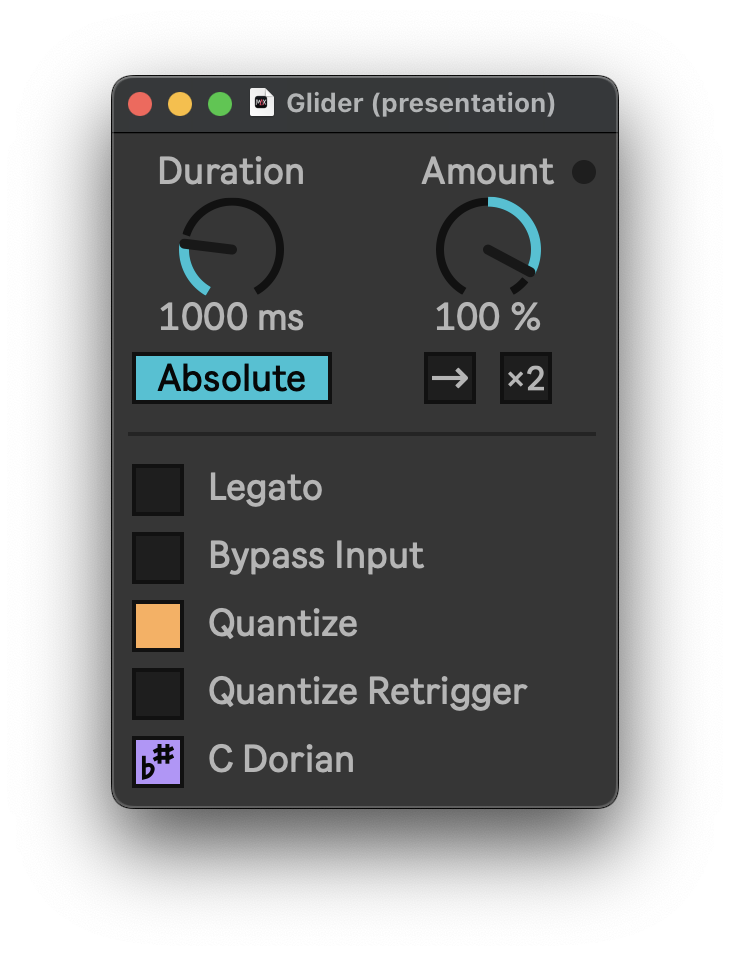 Glider (presentation)
Duration Amount
1000 ms 100 %
Absolute → ×2
Legato
Bypass Input
Quantize
Quantize Retrigger
♭# C Dorian